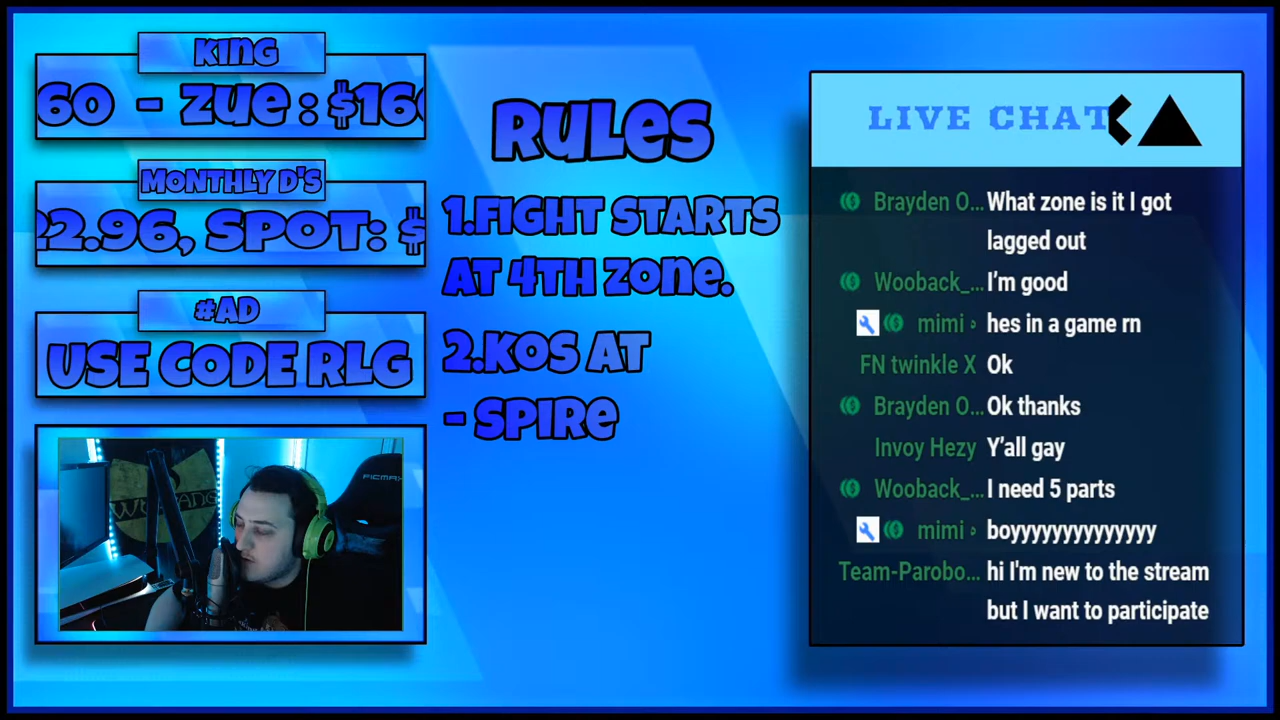 KING
60 - ZUE : $16
MONTHLY D'S
22.96, SPOT: $
#AD
USE CODE RLG
FICMAX
RULES
1.FIGHT STARTS
AT 4TH ZONE.
2.KOS AT
- SPIRE
LIVE CHAT
Brayden O... What zone is it I got
lagged out
Wooback_... I'm good
mimi hes in a game rn
FN twinkle X Ok
Brayden O... Ok thanks
Invoy Hezy Y'all gay
Wooback_... I need 5 parts
mimi boyyyyyyyyyyyyyy
Team-Parobo... hi I'm new to the stream
but I want to participate